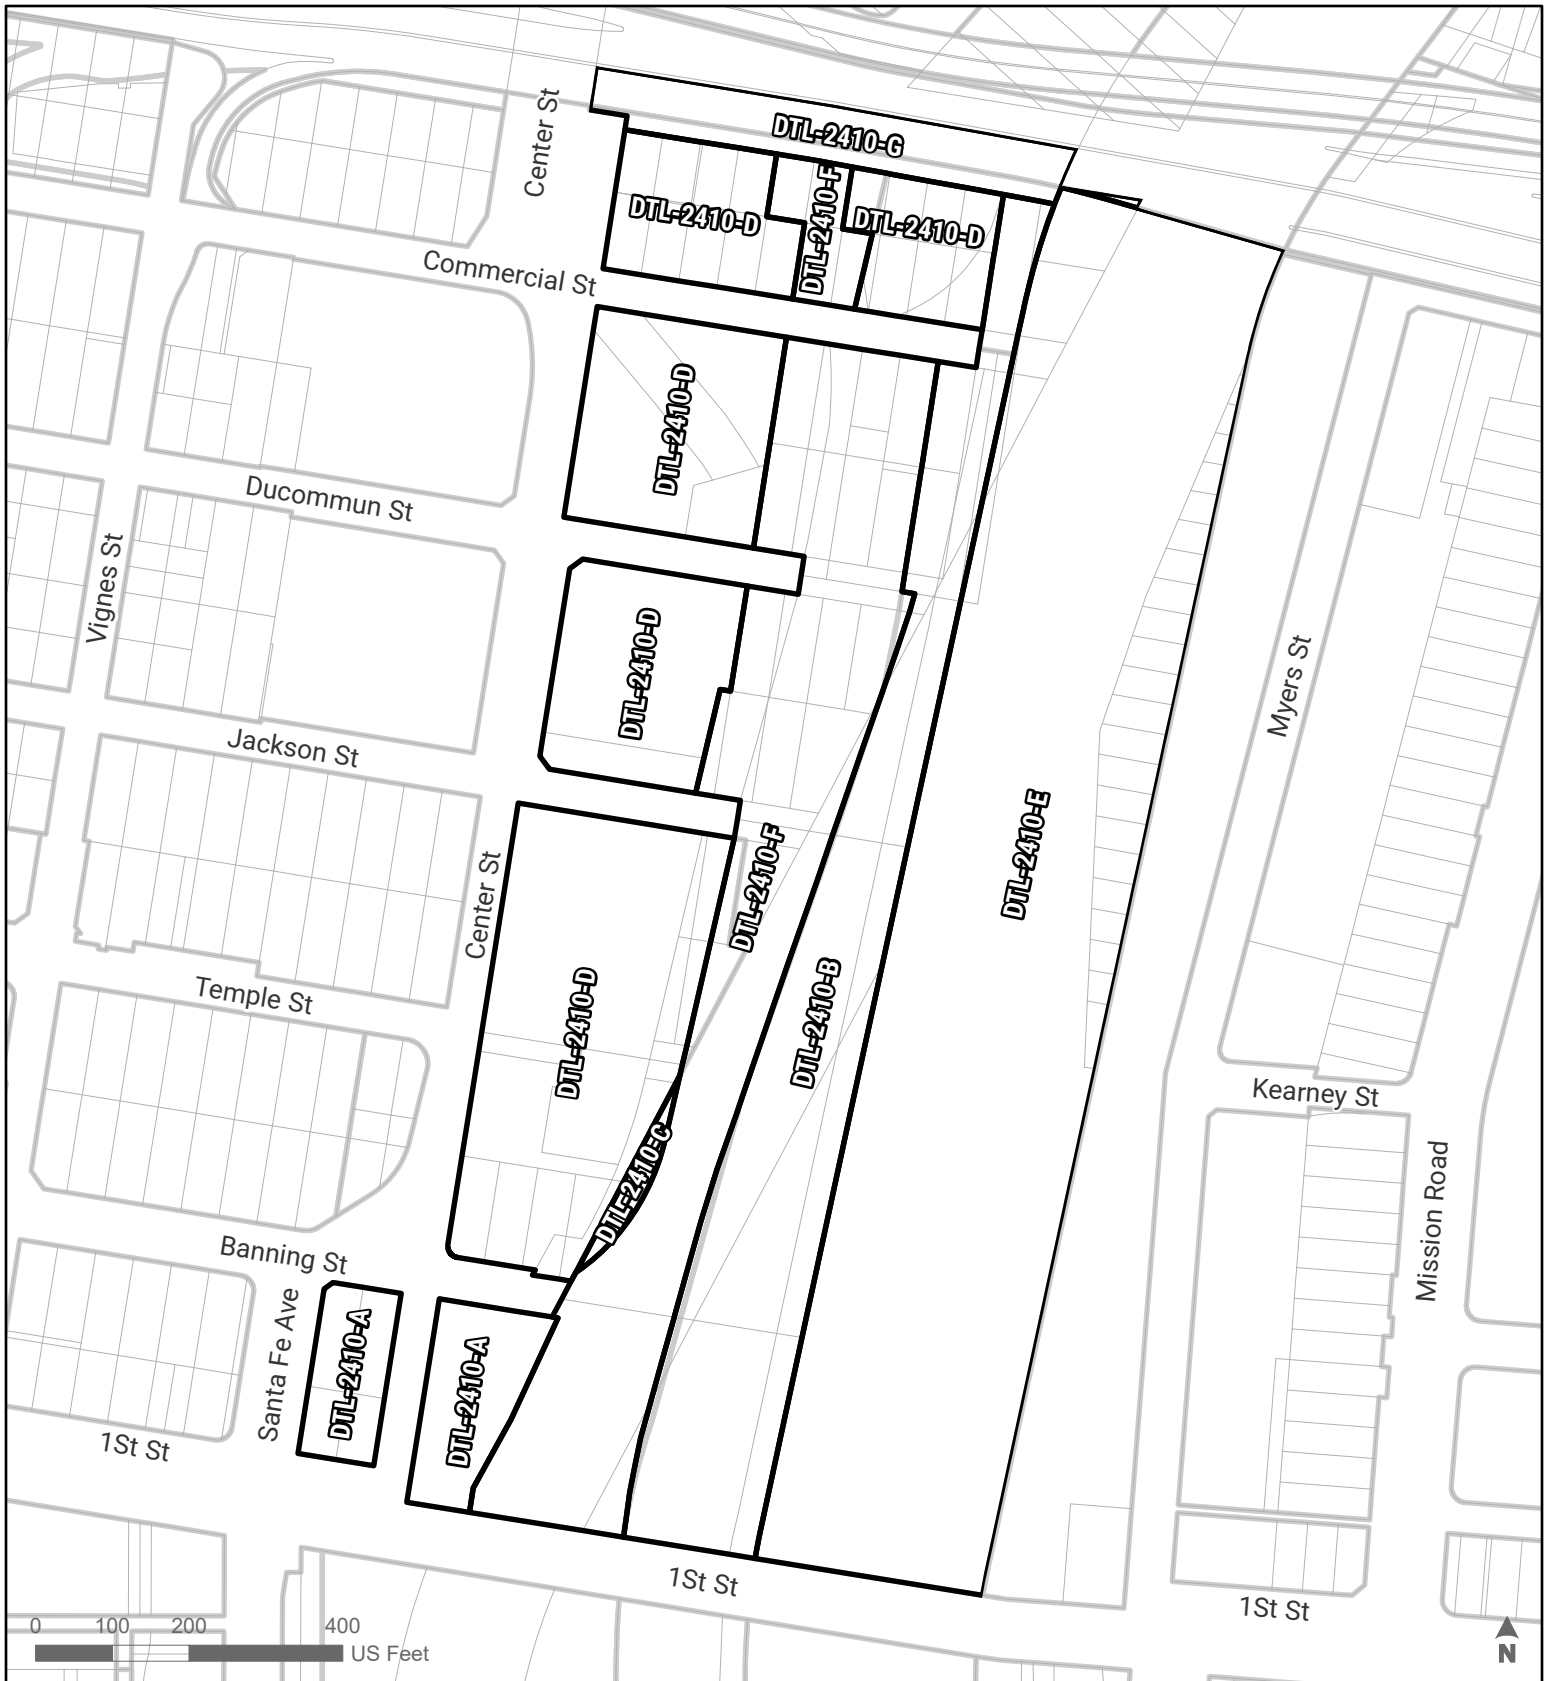 Center St
DTL-2410-G
DTL-2410-D
DTL-2410-F
DTL-2410-D
Commercial St
DTL-2410-D
Ducommun St
Vignes St
DTL-2410-D
Myers St
Jackson St
DTL-2410-F
DTL-2410-E
Center St
DTL-2410-B
DTL-2410-D
Temple St
Kearney St
DTL-2410-C
Mission Road
Banning St
Santa Fe Ave
DTL-2410-A
DTL-2410-A
1St St
1St St
1St St
0 100 200 400
US Feet
N